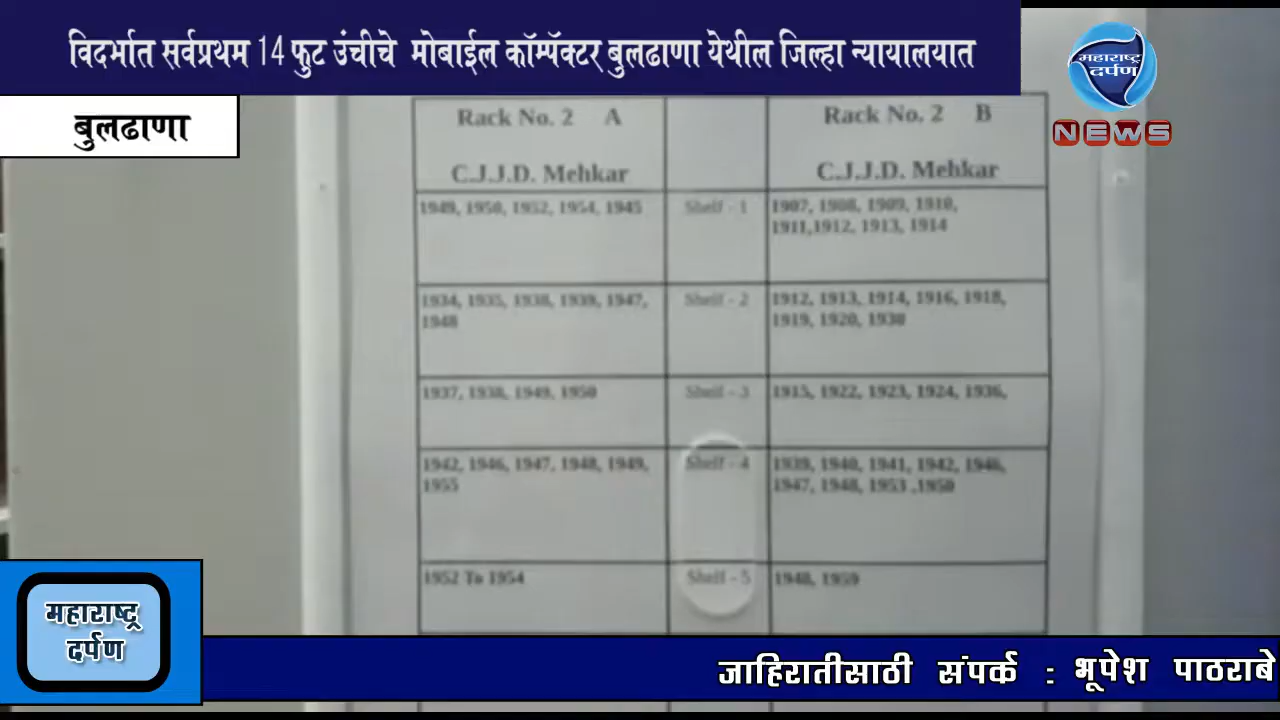 विदर्भात सर्वप्रथम 14 फुट उंचीचे मोबाईल कॉम्पॅक्टर बुलढाणा येथील जिल्हा न्यायालयात
महाराष्ट्र
दर्पण
NEWS
बुलढाणा
Rack No. 2 A
Rack No. 2 B
C.J.J.D. Mehkar
C.J.J.D. Mehkar
1949, 1950, 1952, 1954, 1945
Shelf - 1
1907, 1908, 1909, 1910,
1911,1912, 1913, 1914
1934, 1935, 1938, 1939, 1947,
1948
Shelf - 2
1912, 1913, 1914, 1916, 1918,
1919, 1920, 1930
1937, 1938, 1949, 1950
Shelf - 3
1915, 1922, 1923, 1924, 1936,
1942, 1946, 1947, 1948, 1949,
1955
Shelf - 4
1939, 1940, 1941, 1942, 1946,
1947, 1948, 1953 ,1950
1952 To 1954
Shelf - 5
1948, 1959
महाराष्ट्र
दर्पण
जाहिरातीसाठी संपर्क : भूपेश पाठराबे